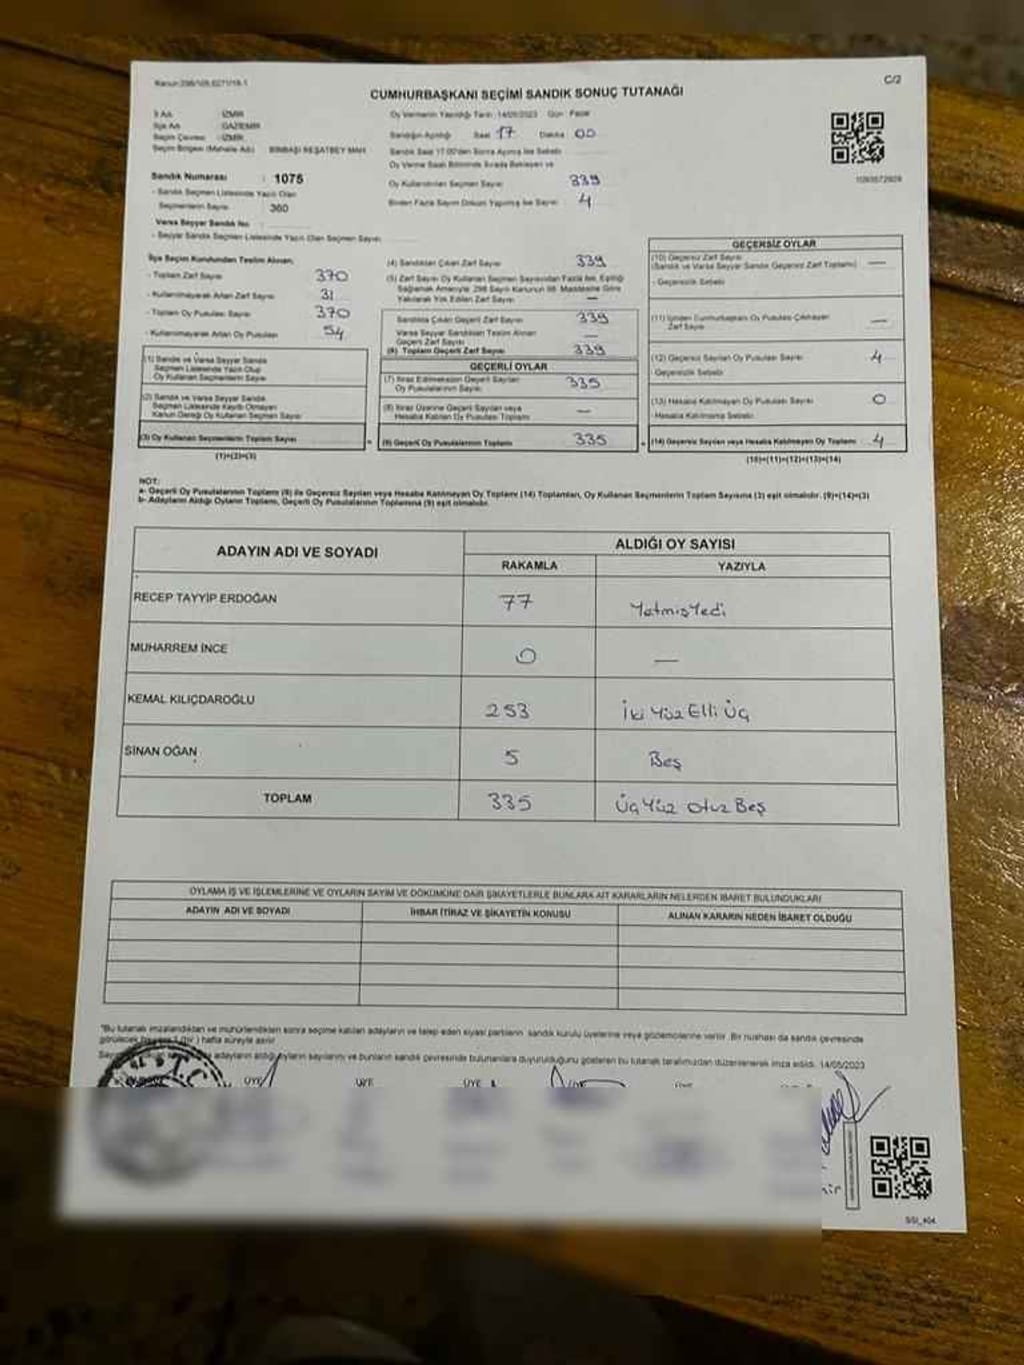 C/2
CUMHURBAŞKANI SEÇİMİ SANDIK SONUÇ TUTANAĞI
İl Adı : İZMİR
İlçe Adı : GAZİEMİR
Seçim Çevresi : İZMİR
Seçim Bölgesi (Mahalle Adı) : BİNBAŞI REŞATBEY MAH.
Sandık Numarası : 1075
- Sandık Seçmen Listesinde Yazılı Olan
Seçmenlerin Sayısı : 360
Varsa Seyyar Sandık No :
- Seyyar Sandık Seçmen Listesinde Yazılı Olan Seçmen Sayısı
Oy Vermenin Yapıldığı Tarih : 14/05/2023 Gün : Pazar
Sandığın Açıldığı Saat 17 Dakika 00
Sandık Saat 17.00'den Sonra Açılmış İse Sebebi
Oy Verme Saati Bitiminde Sırada Bekleyen ve
Oy Kullandırılan Seçmen Sayısı 339
Birden Fazla Sayım Döküm Yapılmış İse Sayısı 4
İlçe Seçim Kurulundan Teslim Alınan;
- Toplam Zarf Sayısı 370
- Kullanılmayarak Artan Zarf Sayısı 31
- Toplam Oy Pusulası 370
- Kullanılmayarak Artan Oy Pusulası 54
(1) Sandık ve Varsa Seyyar Sandık
Seçmen Listesinde Yazılı Olup
Oy Kullanan Seçmenlerin Sayısı
(2) Sandık ve Varsa Seyyar Sandık
Seçmen Listesinde Kayıtlı Olmayan
Kanun Gereği Oy Kullanan Seçmen Sayısı
(3) Oy Kullanan Seçmenlerin Toplam Sayısı
(1)+(2)=(3)
(4) Sandıktan Çıkan Zarf Sayısı 339
(5) Zarf Sayısı Oy Kullanan Seçmen Sayısından Fazla İse, Eşitliği
Sağlamak Amacıyla 298 Sayılı Kanunun 98. Maddesine Göre
Yakılarak Yok Edilen Zarf Sayısı —
Sandıkta Çıkan Geçerli Zarf Sayısı 339
Varsa Seyyar Sandıktan Teslim Alınan
Geçerli Zarf Sayısı —
(6) Toplam Geçerli Zarf Sayısı 339
GEÇERLİ OYLAR
(7) İtiraz Edilmeksizin Geçerli Sayılan
Oy Pusulalarının Sayısı 335
(8) İtiraz Üzerine Geçerli Sayılan veya
Hesaba Katılan Oy Pusulası Toplamı —
(9) Geçerli Oy Pusulalarının Toplamı 335
GEÇERSİZ OYLAR
(10) Geçersiz Zarf Sayısı
(Sandık ve Varsa Seyyar Sandık Geçersiz Zarf Toplamı) —
- Geçersizlik Sebebi
(11) İçinden Cumhurbaşkanı Oy Pusulası Çıkmayan
Zarf Sayısı —
(12) Geçersiz Sayılan Oy Pusulası Sayısı 4
- Geçersizlik Sebebi
(13) Hesaba Katılmayan Oy Pusulası Sayısı 0
- Hesaba Katılmama Sebebi
(14) Geçersiz Sayılan veya Hesaba Katılmayan Oy Toplamı 4
(10)+(11)+(12)+(13)=(14)
NOT:
a- Geçerli Oy Pusulalarının Toplamı (9) ile Geçersiz Sayılan veya Hesaba Katılmayan Oy Toplamı (14) Toplamları, Oy Kullanan Seçmenlerin Toplam Sayısına (3) eşit olmalıdır. (9)+(14)=(3)
b- Adayların Aldığı Oyların Toplamı, Geçerli Oy Pusulalarının Toplamına (9) eşit olmalıdır.
ADAYIN ADI VE SOYADI ALDIĞI OY SAYISI
RAKAMLA YAZIYLA
RECEP TAYYİP ERDOĞAN 77 YetmişYedi
MUHARREM İNCE 0 —
KEMAL KILIÇDAROĞLU 253 İki Yüz Elli Üç
SİNAN OĞAN 5 Beş
TOPLAM 335 Üç Yüz Otuz Beş
OYLAMA İŞ VE İŞLEMLERİNE VE OYLARIN SAYIM VE DÖKÜMÜNE DAİR ŞİKAYETLERLE BUNLARA AİT KARARLARIN NELERDEN İBARET BULUNDUKLARI
ADAYIN ADI VE SOYADI İHBAR İTİRAZ VE ŞİKAYETİN KONUSU ALINAN KARARIN NEDEN İBARET OLDUĞU
"Bu tutanak imzalandıktan ve mühürlendikten sonra seçime katılan adayların ve talep eden siyasi partilerin sandık kurulu üyelerine veya gözlemcilerine verilir. Bir nüshası da sandık çevresinde
hafta süreyle asılır.
adayların aldığı oyların sayılarını ve bunların sandık çevresinde bulunanlara duyurulduğunu gösteren bu tutanak tarafımızdan düzenlenerek imza edildi. 14/05/2023
ÜYE ÜYE ÜYE ÜYE ÜYE ÜYE